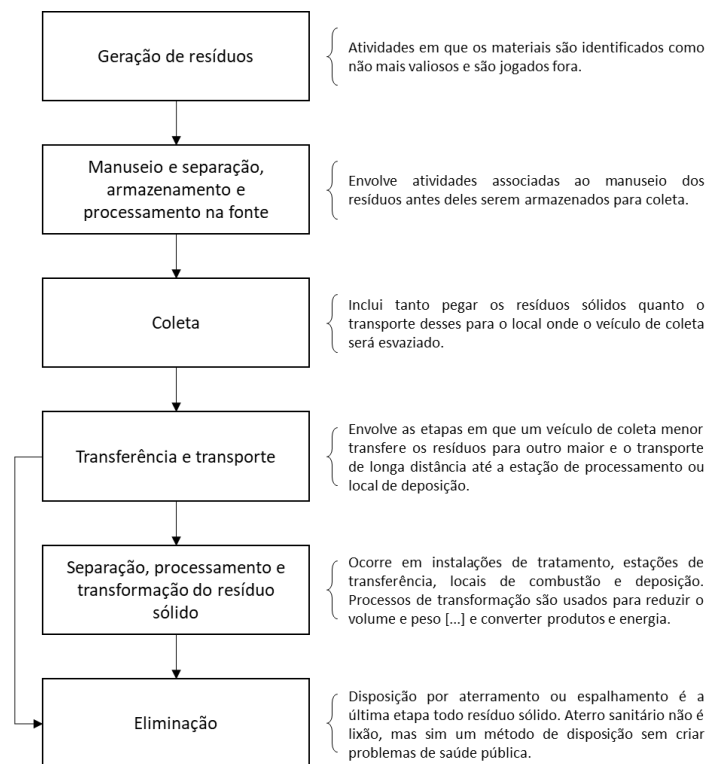 Geração de resíduos
Atividades em que os materiais são identificados como
não mais valiosos e são jogados fora.
Manuseio e separação,
armazenamento e
processamento na fonte
Envolve atividades associadas ao manuseio dos
resíduos antes deles serem armazenados para coleta.
Coleta
Inclui tanto pegar os resíduos sólidos quanto o
transporte desses para o local onde o veículo de coleta
será esvaziado.
Transferência e transporte
Envolve as etapas em que um veículo de coleta menor
transfere os resíduos para outro maior e o transporte
de longa distância até a estação de processamento ou
local de deposição.
Separação, processamento e
transformação do resíduo
sólido
Ocorre em instalações de tratamento, estações de
transferência, locais de combustão e deposição.
Processos de transformação são usados para reduzir o
volume e peso [...] e converter produtos e energia.
Eliminação
Disposição por aterramento ou espalhamento é a
última etapa todo resíduo sólido. Aterro sanitário não é
lixão, mas sim um método de disposição sem criar
problemas de saúde pública.